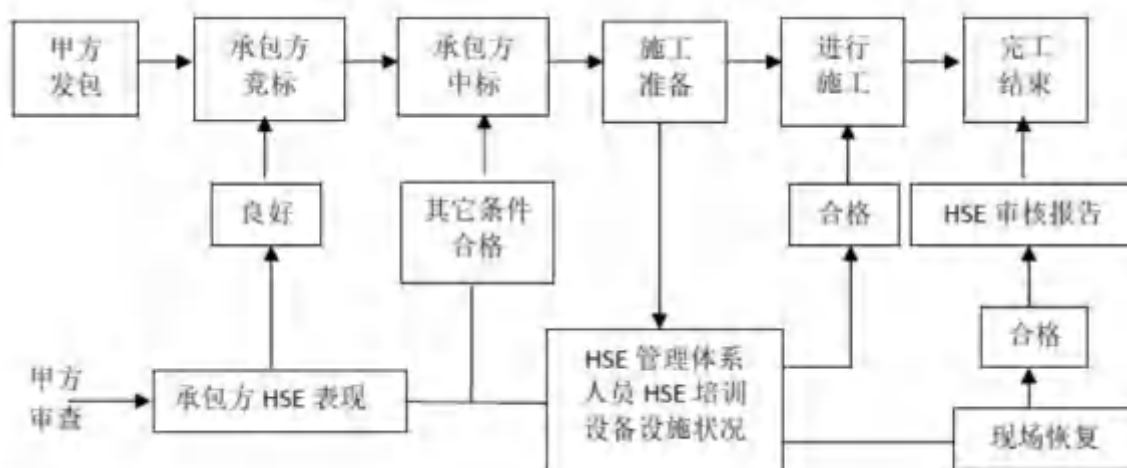 甲方
发包
承包方
竞标
承包方
中标
施工
准备
进行
施工
完工
结束
良好
其它条件
合格
合格
HSE 审核报告
合格
甲方
审查
承包方 HSE 表现
HSE 管理体系
人员 HSE 培训
设备设施状况
现场恢复